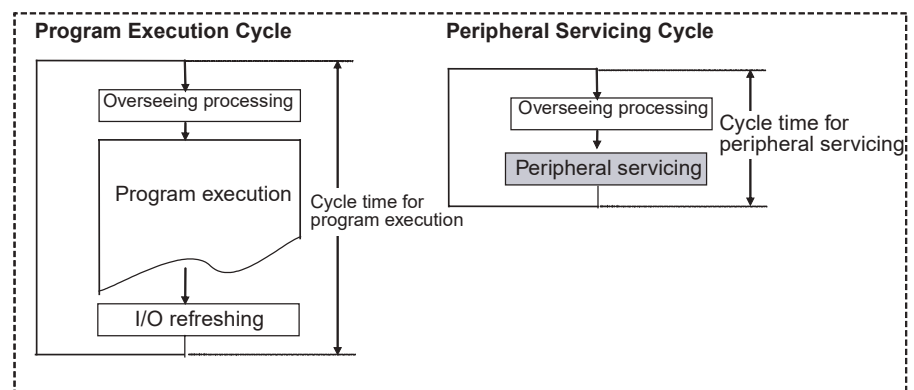 Program Execution Cycle
Overseeing processing
Program execution
I/O refreshing
Cycle time for
program execution
Peripheral Servicing Cycle
Overseeing processing
Peripheral servicing
Cycle time for
peripheral servicing